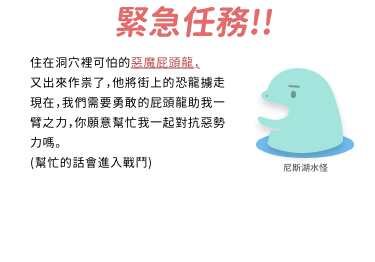 緊急任務!!
住在洞穴裡可怕的惡魔屁頭龍,
又出來作祟了,他將街上的恐龍擄走
現在,我們需要勇敢的屁頭龍助我一
臂之力,你願意幫忙我一起對抗惡勢
力嗎。
(幫忙的話會進入戰鬥)
尼斯湖水怪